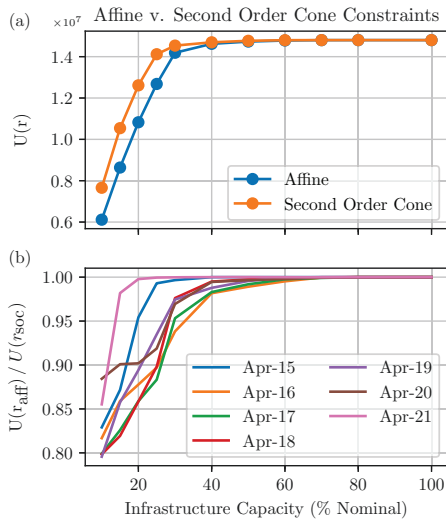 Affine v. Second Order Cone Constraints
(a)
×10⁷
1.4
1.2
1.0
0.8
0.6
U(r)
Affine
Second Order Cone
(b)
1.00
0.95
0.90
0.85
0.80
U(r_aff) / U(r_soc)
Apr-15
Apr-16
Apr-17
Apr-18
Apr-19
Apr-20
Apr-21
20
40
60
80
100
Infrastructure Capacity (% Nominal)